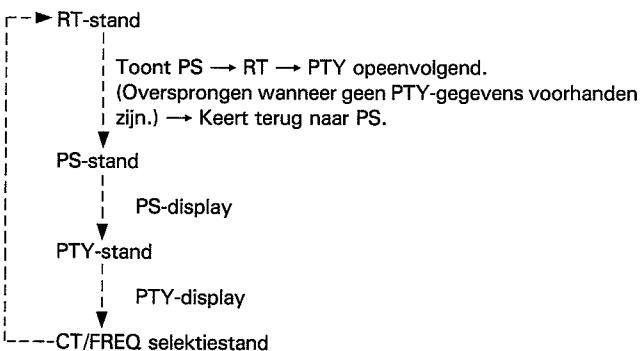 RT-stand
Toont PS → RT → PTY opeenvolgend.
(Oversprongen wanneer geen PTY-gegevens voorhanden
zijn.) → Keert terug naar PS.
PS-stand
PS-display
PTY-stand
PTY-display
CT/FREQ selektiestand